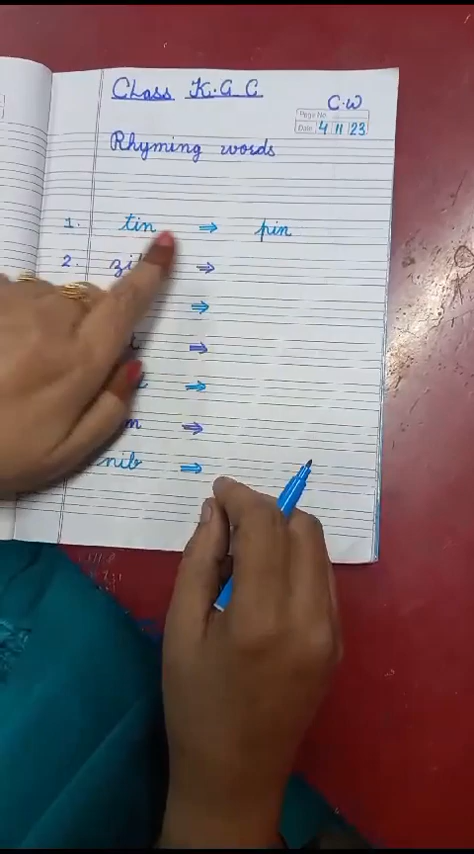 Class K.G C
C.W
Page No
Date 4 11 23
Rhyming words
1. tin ⇒ pin
2. ⇒
⇒
⇒
⇒
⇒
nib ⇒